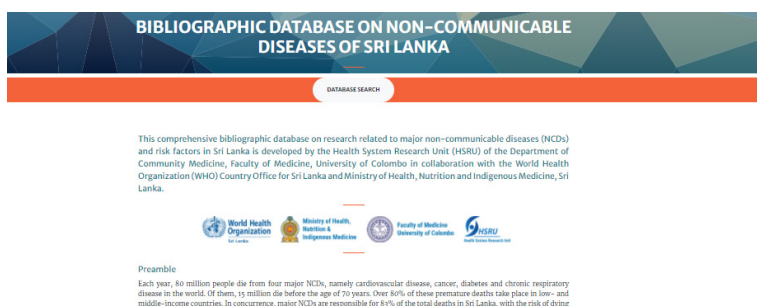 BIBLIOGRAPHIC DATABASE ON NON-COMMUNICABLE
DISEASES OF SRI LANKA
DATABASE SEARCH
This comprehensive bibliographic database on research related to major non-communicable diseases (NCDs)
and risk factors in Sri Lanka is developed by the Health System Research Unit (HSRU) of the Department of
Community Medicine, Faculty of Medicine, University of Colombo in collaboration with the World Health
Organization (WHO) Country Office for Sri Lanka and Ministry of Health, Nutrition and Indigenous Medicine, Sri
Lanka.
World Health
Organization
Sri Lanka
Ministry of Health,
Nutrition &
Indigenous Medicine
Faculty of Medicine
University of Colombo
HSRU
Health Systems Research Unit
Preamble
Each year, 80 million people die from four major NCDs, namely cardiovascular disease, cancer, diabetes and chronic respiratory
disease in the world. Of them, 15 million die before the age of 70 years. Over 80% of these premature deaths take place in low- and
middle-income countries. In concurrence, major NCDs are responsible for 83% of the total deaths in Sri Lanka, with the risk of dying